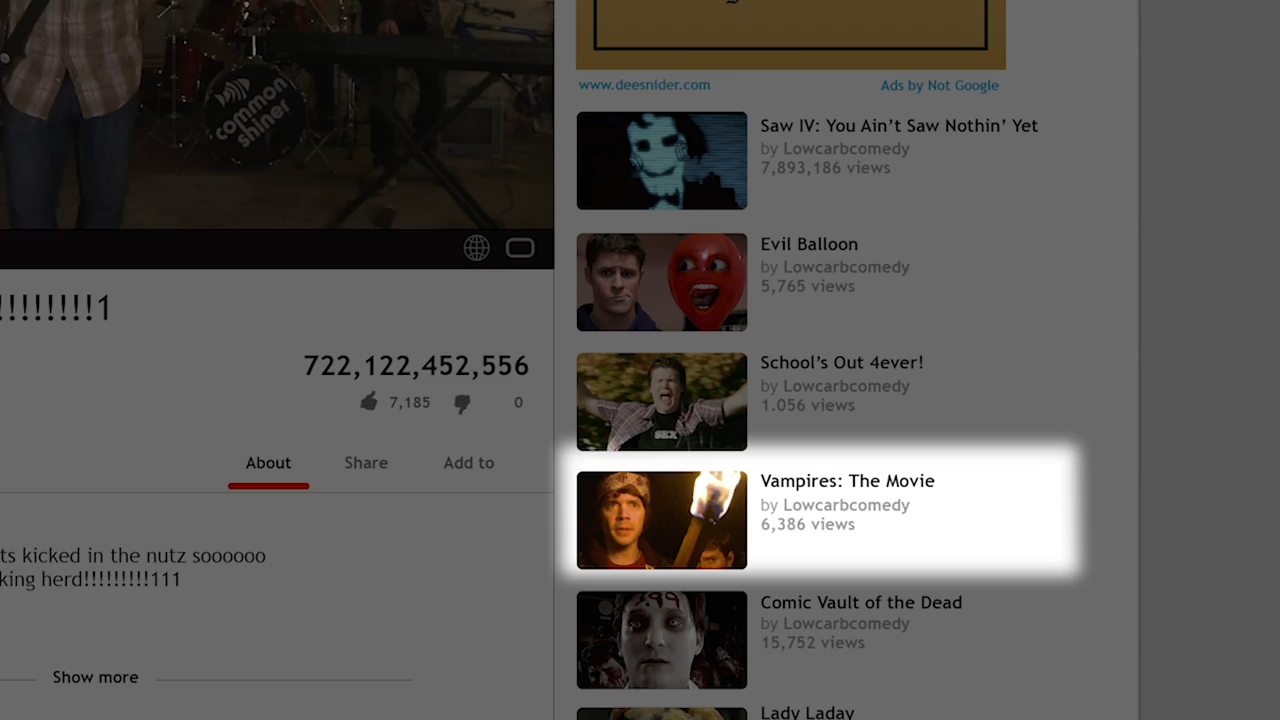 common
shiner
www.deesnider.com
Ads by Not Google
Saw IV: You Ain't Saw Nothin' Yet
by Lowcarbcomedy
7,893,186 views
Evil Balloon
by Lowcarbcomedy
5,765 views
School's Out 4ever!
by Lowcarbcomedy
1.056 views
SEX
Vampires: The Movie
by Lowcarbcomedy
6,386 views
Comic Vault of the Dead
by Lowcarbcomedy
15,752 views
Lady Laday
!!!!!!!!!1
722,122,452,556
7,185
0
About
Share
Add to
ts kicked in the nutz soooooo
king herd!!!!!!!!!111
Show more